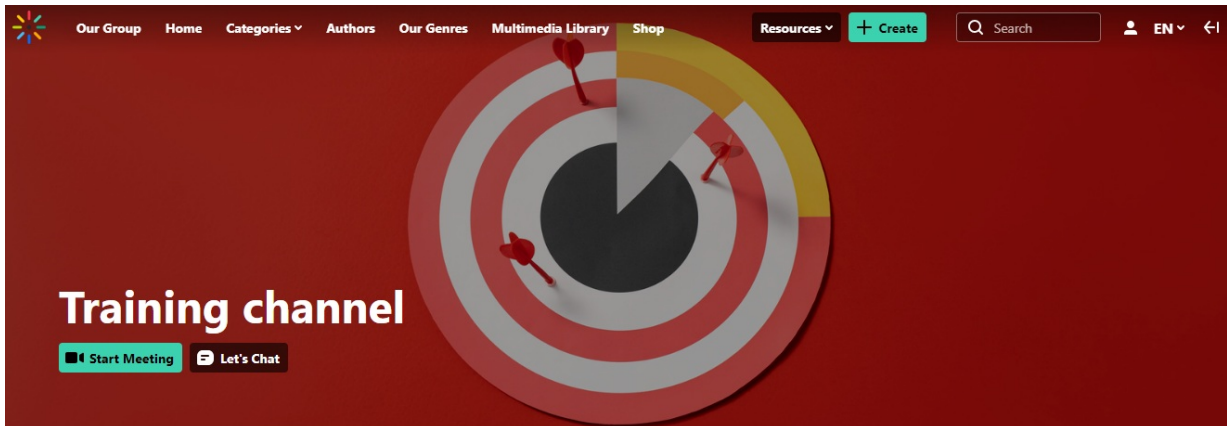 Our Group Home Categories Authors Our Genres Multimedia Library Shop Resources + Create Search EN
Training channel
Start Meeting Let's Chat